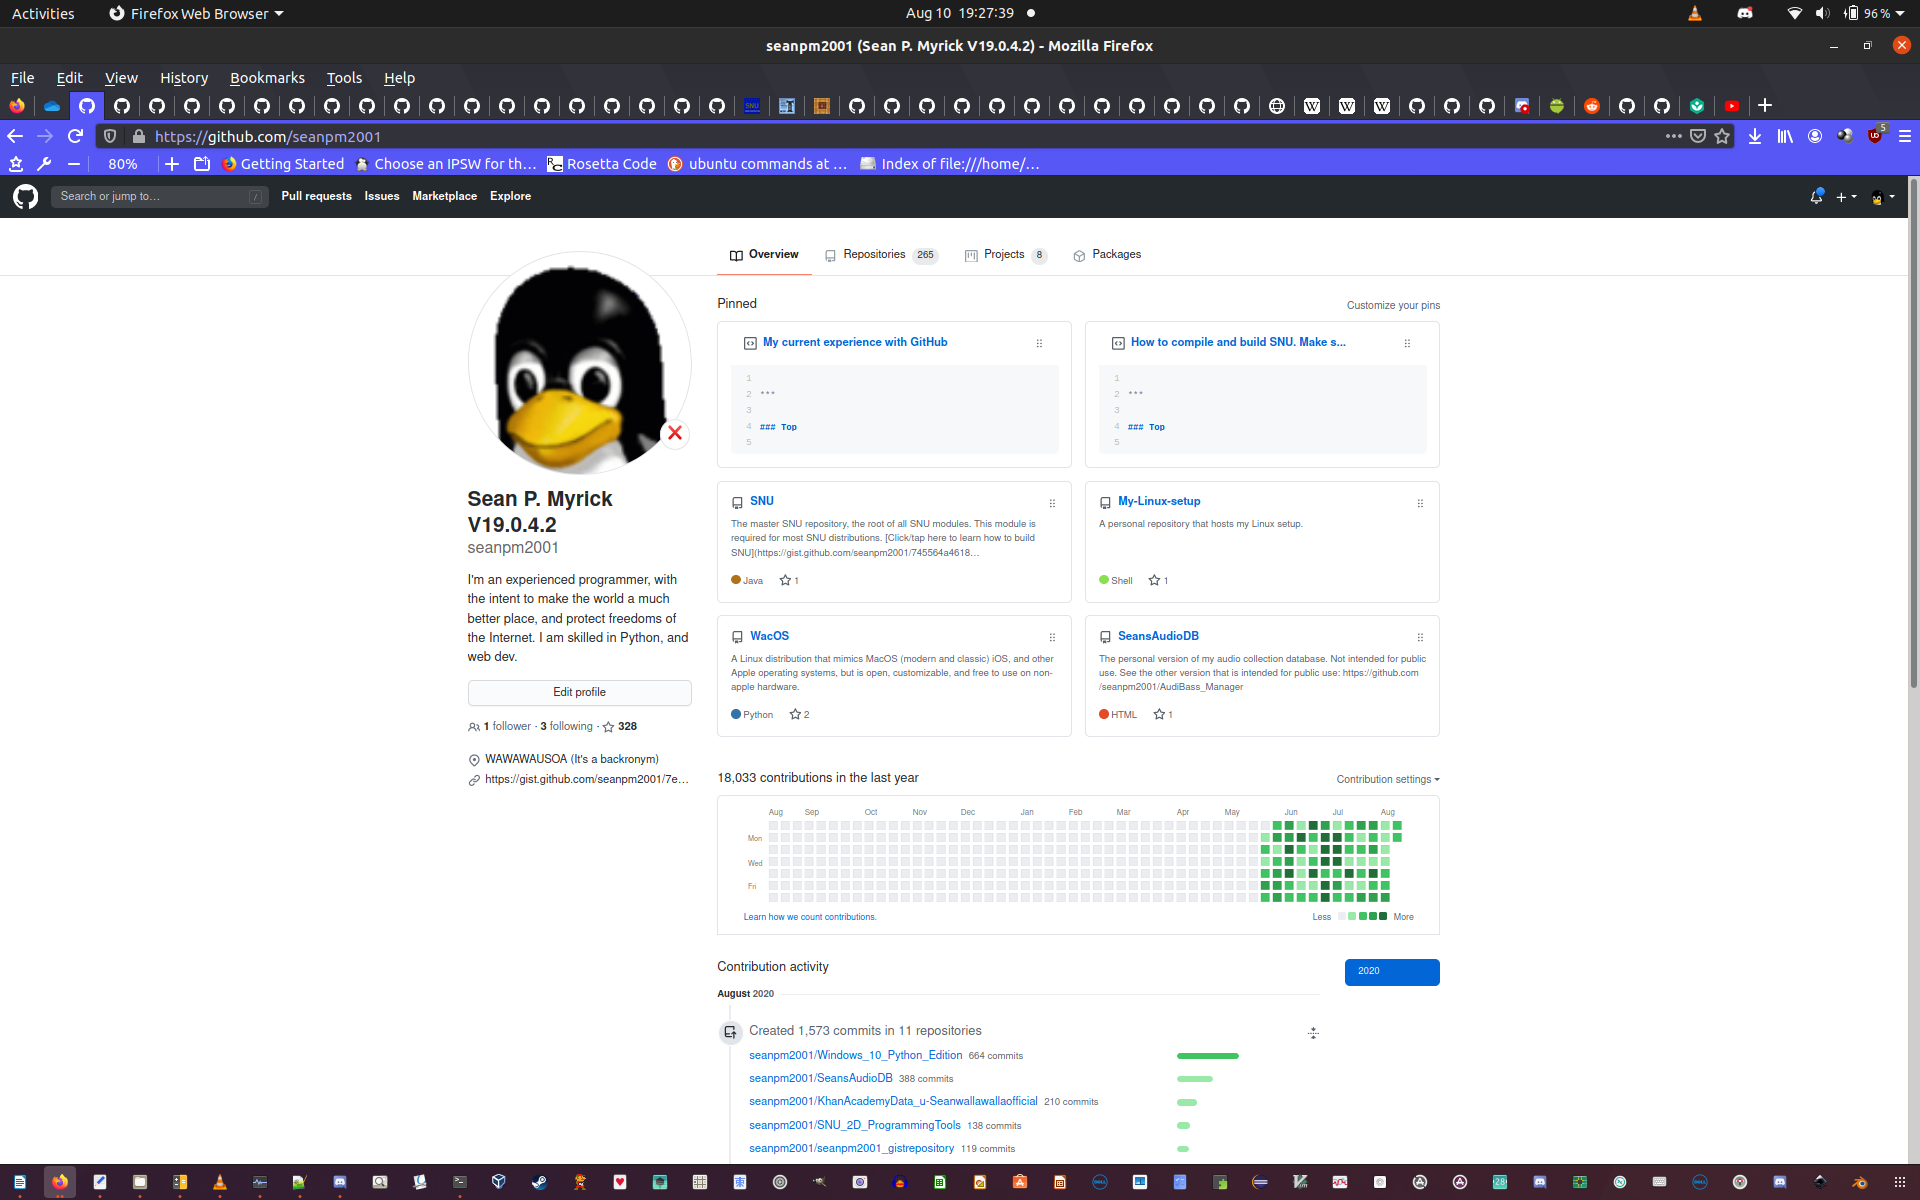 Activities
Firefox Web Browser
Aug 10 19:27:39
96 %
seanpm2001 (Sean P. Myrick V19.0.4.2) - Mozilla Firefox
File Edit View History Bookmarks Tools Help
https://github.com/seanpm2001
5
80%
Getting Started
Choose an IPSW for th…
Rosetta Code
ubuntu commands at …
Index of file:///home/…
Search or jump to…
/
Pull requests Issues Marketplace Explore
Overview
Repositories 265
Projects 8
Packages
Sean P. Myrick
V19.0.4.2
seanpm2001
I'm an experienced programmer, with
the intent to make the world a much
better place, and protect freedoms of
the Internet. I am skilled in Python, and
web dev.
Edit profile
1 follower · 3 following · 328
WAWAWAUSOA (It's a backronym)
https://gist.github.com/seanpm2001/7e…
Pinned
Customize your pins
My current experience with GitHub
1
2 ***
3
4 ### Top
5
How to compile and build SNU. Make s...
1
2 ***
3
4 ### Top
5
SNU
The master SNU repository, the root of all SNU modules. This module is
required for most SNU distributions. [Click/tap here to learn how to build
SNU](https://gist.github.com/seanpm2001/745564a4618…
Java 1
My-Linux-setup
A personal repository that hosts my Linux setup.
Shell 1
WacOS
A Linux distribution that mimics MacOS (modern and classic) iOS, and other
Apple operating systems, but is open, customizable, and free to use on non-
apple hardware.
Python 2
SeansAudioDB
The personal version of my audio collection database. Not intended for public
use. See the other version that is intended for public use: https://github.com
/seanpm2001/AudiBass_Manager
HTML 1
18,033 contributions in the last year
Contribution settings
Aug Sep Oct Nov Dec Jan Feb Mar Apr May Jun Jul Aug
Mon
Wed
Fri
Learn how we count contributions.
Less
More
Contribution activity
2020
August 2020
Created 1,573 commits in 11 repositories
seanpm2001/Windows_10_Python_Edition 664 commits
seanpm2001/SeansAudioDB 388 commits
seanpm2001/KhanAcademyData_u-Seanwallawallaofficial 210 commits
seanpm2001/SNU_2D_ProgrammingTools 138 commits
seanpm2001/seanpm2001_gistrepository 119 commits